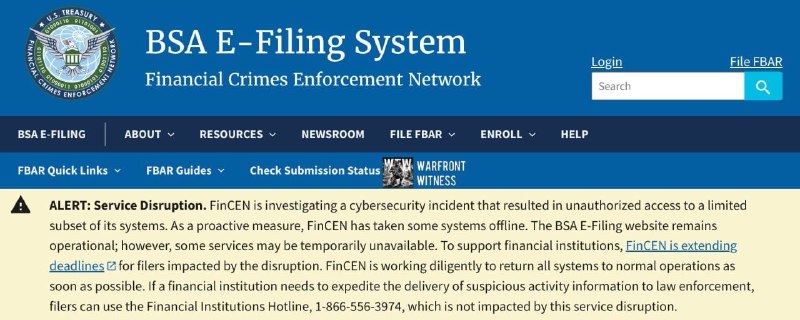 U.S. TREASURY
FINANCIAL CRIMES ENFORCEMENT NETWORK
BSA E-Filing System
Financial Crimes Enforcement Network
Login
File FBAR
Search
BSA E-FILING
ABOUT
RESOURCES
NEWSROOM
FILE FBAR
ENROLL
HELP
FBAR Quick Links
FBAR Guides
Check Submission Status
WFW
WARFRONT
WITNESS
ALERT: Service Disruption. FinCEN is investigating a cybersecurity incident that resulted in unauthorized access to a limited
subset of its systems. As a proactive measure, FinCEN has taken some systems offline. The BSA E-Filing website remains
operational; however, some services may be temporarily unavailable. To support financial institutions, FinCEN is extending
deadlines for filers impacted by the disruption. FinCEN is working diligently to return all systems to normal operations as
soon as possible. If a financial institution needs to expedite the delivery of suspicious activity information to law enforcement,
filers can use the Financial Institutions Hotline, 1-866-556-3974, which is not impacted by this service disruption.